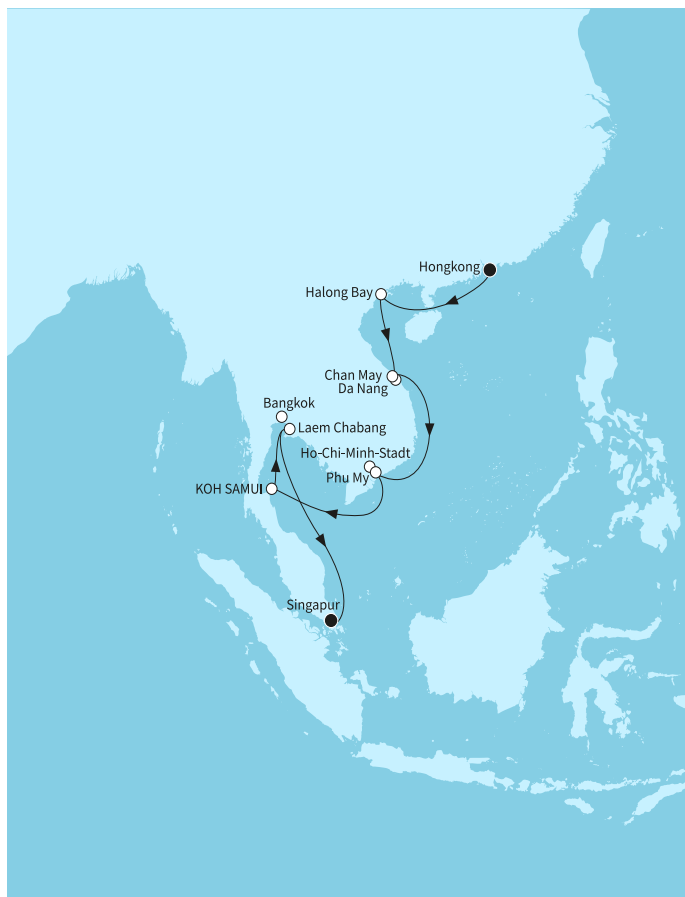 Hongkong
Halong Bay
Chan May
Da Nang
Bangkok
Laem Chabang
Ho-Chi-Minh-Stadt
Phu My
KOH SAMUI
Singapur